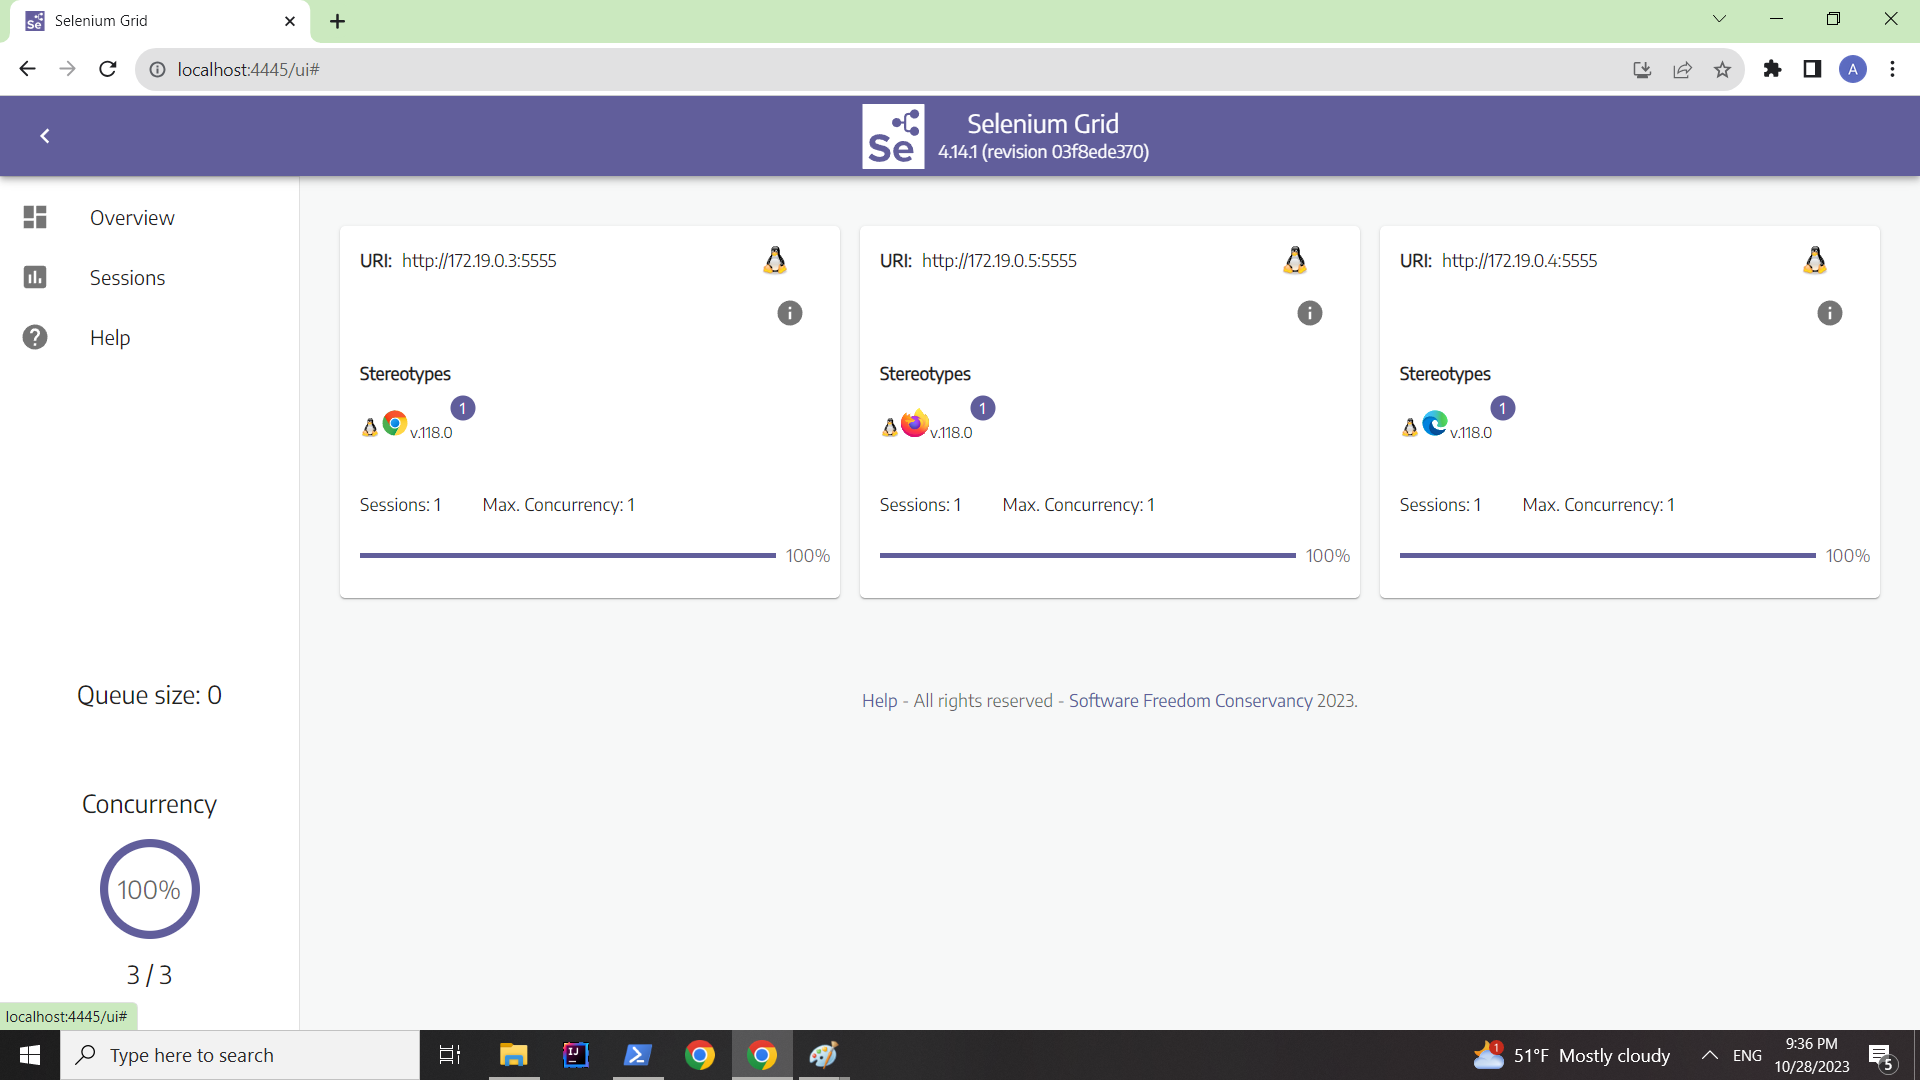 Se
Selenium Grid
localhost:4445/ui#
A
Se
Selenium Grid
4.14.1 (revision 03f8ede370)
Overview
Sessions
Help
URI: http://172.19.0.3:5555
Stereotypes
1
v.118.0
Sessions: 1 Max. Concurrency: 1
100%
URI: http://172.19.0.5:5555
Stereotypes
1
v.118.0
Sessions: 1 Max. Concurrency: 1
100%
URI: http://172.19.0.4:5555
Stereotypes
1
v.118.0
Sessions: 1 Max. Concurrency: 1
100%
Help - All rights reserved - Software Freedom Conservancy 2023.
Queue size: 0
Concurrency
100%
3 / 3
localhost:4445/ui#
Type here to search
IJ
1
51°F Mostly cloudy
ENG
9:36 PM
10/28/2023
5